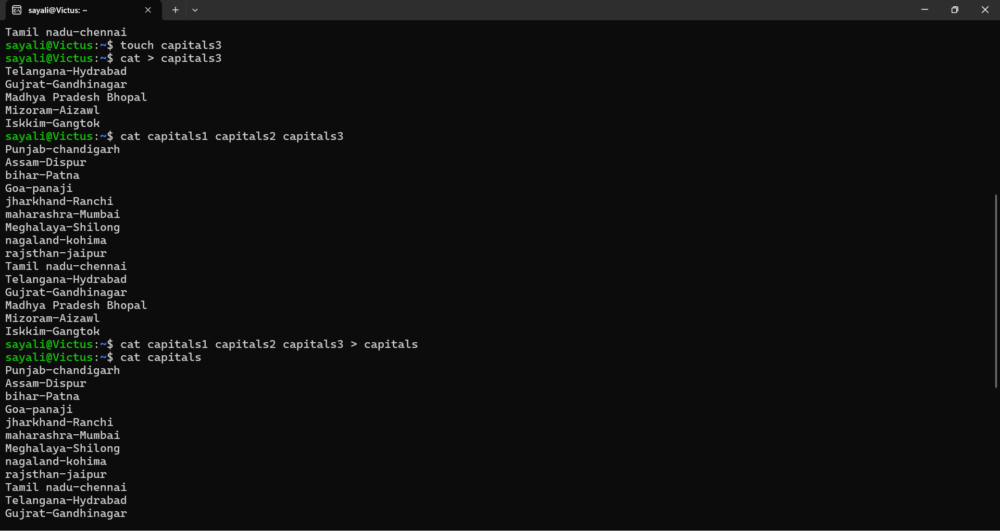 sayali@Victus: ~
Tamil nadu-chennai
sayali@Victus:~$ touch capitals3
sayali@Victus:~$ cat > capitals3
Telangana-Hydrabad
Gujrat-Gandhinagar
Madhya Pradesh Bhopal
Mizoram-Aizawl
Iskkim-Gangtok
sayali@Victus:~$ cat capitals1 capitals2 capitals3
Punjab-chandigarh
Assam-Dispur
bihar-Patna
Goa-panaji
jharkhand-Ranchi
maharashra-Mumbai
Meghalaya-Shilong
nagaland-kohima
rajsthan-jaipur
Tamil nadu-chennai
Telangana-Hydrabad
Gujrat-Gandhinagar
Madhya Pradesh Bhopal
Mizoram-Aizawl
Iskkim-Gangtok
sayali@Victus:~$ cat capitals1 capitals2 capitals3 > capitals
sayali@Victus:~$ cat capitals
Punjab-chandigarh
Assam-Dispur
bihar-Patna
Goa-panaji
jharkhand-Ranchi
maharashra-Mumbai
Meghalaya-Shilong
nagaland-kohima
rajsthan-jaipur
Tamil nadu-chennai
Telangana-Hydrabad
Gujrat-Gandhinagar